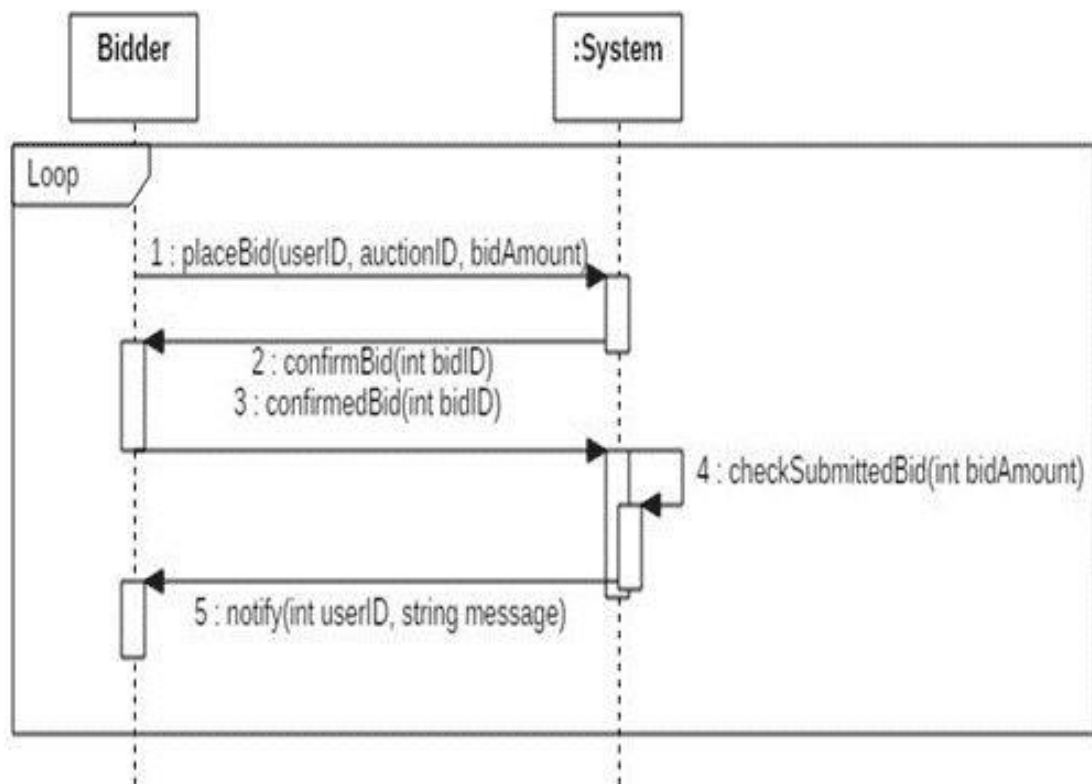 Bidder
:System
Loop
1 : placeBid(userID, auctionID, bidAmount)
2 : confirmBid(int bidID)
3 : confirmedBid(int bidID)
4 : checkSubmittedBid(int bidAmount)
5 : notify(int userID, string message)